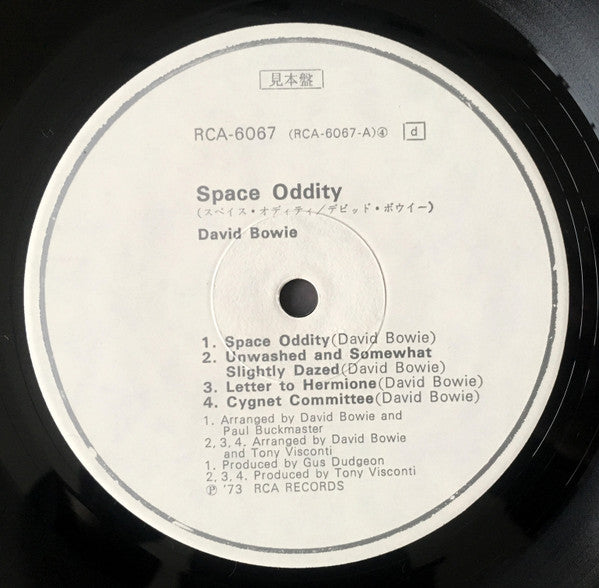 見本盤
RCA-6067 (RCA-6067-A)④ d
Space Oddity
(スペイス・オディティ/デビッド・ボウイー)
David Bowie
1. Space Oddity(David Bowie)
2. Unwashed and Somewhat
Slightly Dazed(David Bowie)
3. Letter to Hermione(David Bowie)
4. Cygnet Committee(David Bowie)
1. Arranged by David Bowie and
Paul Buckmaster
2, 3, 4. Arranged by David Bowie
and Tony Visconti
1. Produced by Gus Dudgeon
2, 3, 4. Produced by Tony Visconti
℗ '73 RCA RECORDS